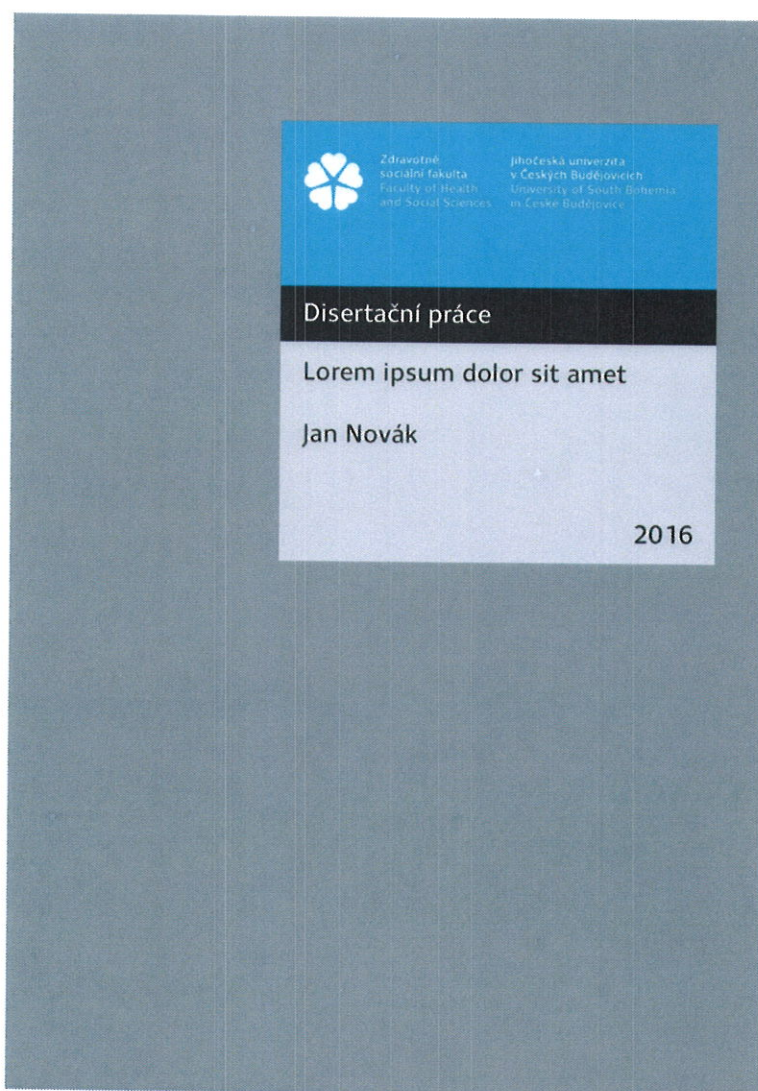 Zdravotně
sociální fakulta
Faculty of Health
and Social Sciences
Jihočeská univerzita
v Českých Budějovicích
University of South Bohemia
in České Budějovice
Disertační práce
Lorem ipsum dolor sit amet
Jan Novák
2016